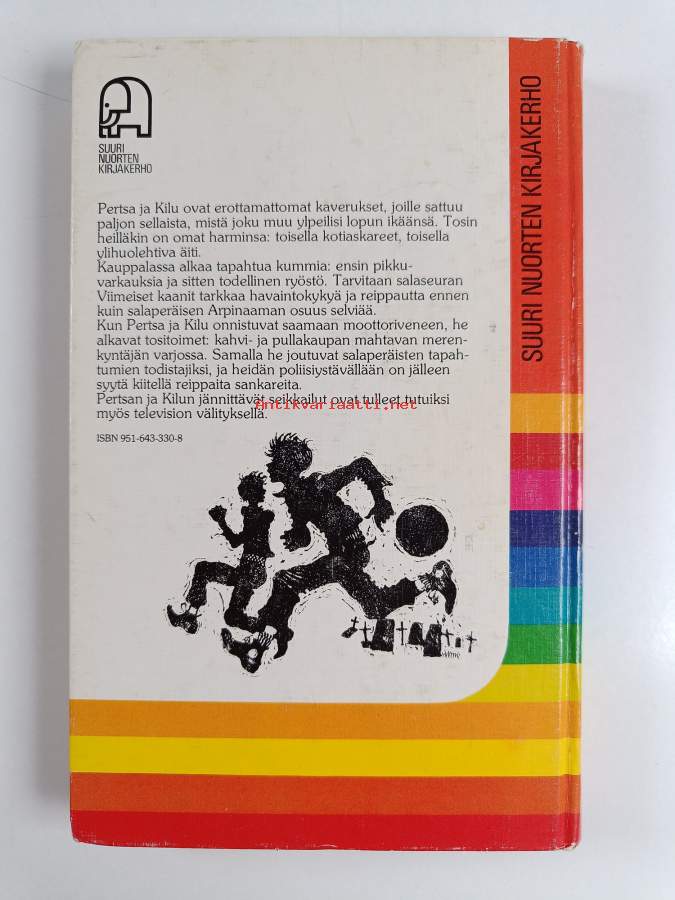 SUURI
NUORTEN
KIRJAKERHO
Pertsa ja Kilu ovat erottamattomat kaverukset, joille sattuu
paljon sellaista, mistä joku muu ylpeilisi lopun ikäänsä. Tosin
heilläkin on omat harminsa: toisella kotiaskareet, toisella
ylihuolehtiva äiti.
Kauppalassa alkaa tapahtua kummia: ensin pikku-
varkauksia ja sitten todellinen ryöstö. Tarvitaan salaseuran
Viimeiset kaanit tarkkaa havaintokykyä ja reippautta ennen
kuin salaperäisen Arpinaaman osuus selviää.
Kun Pertsa ja Kilu onnistuvat saamaan moottoriveneen, he
alkavat tositoimet: kahvi- ja pullakaupan mahtavan meren-
kyntäjän varjossa. Samalla he joutuvat salaperäisten tapah-
tumien todistajiksi, ja heidän poliisiystävällään on jälleen
syytä kiitellä reippaita sankareita.
Pertsan ja Kilun jännittävät seikkailut ovat tulleet tutuiksi
myös television välityksellä.
Antikvariaatti.net
ISBN 951-643-330-8
SUURI NUORTEN KIRJAKERHO